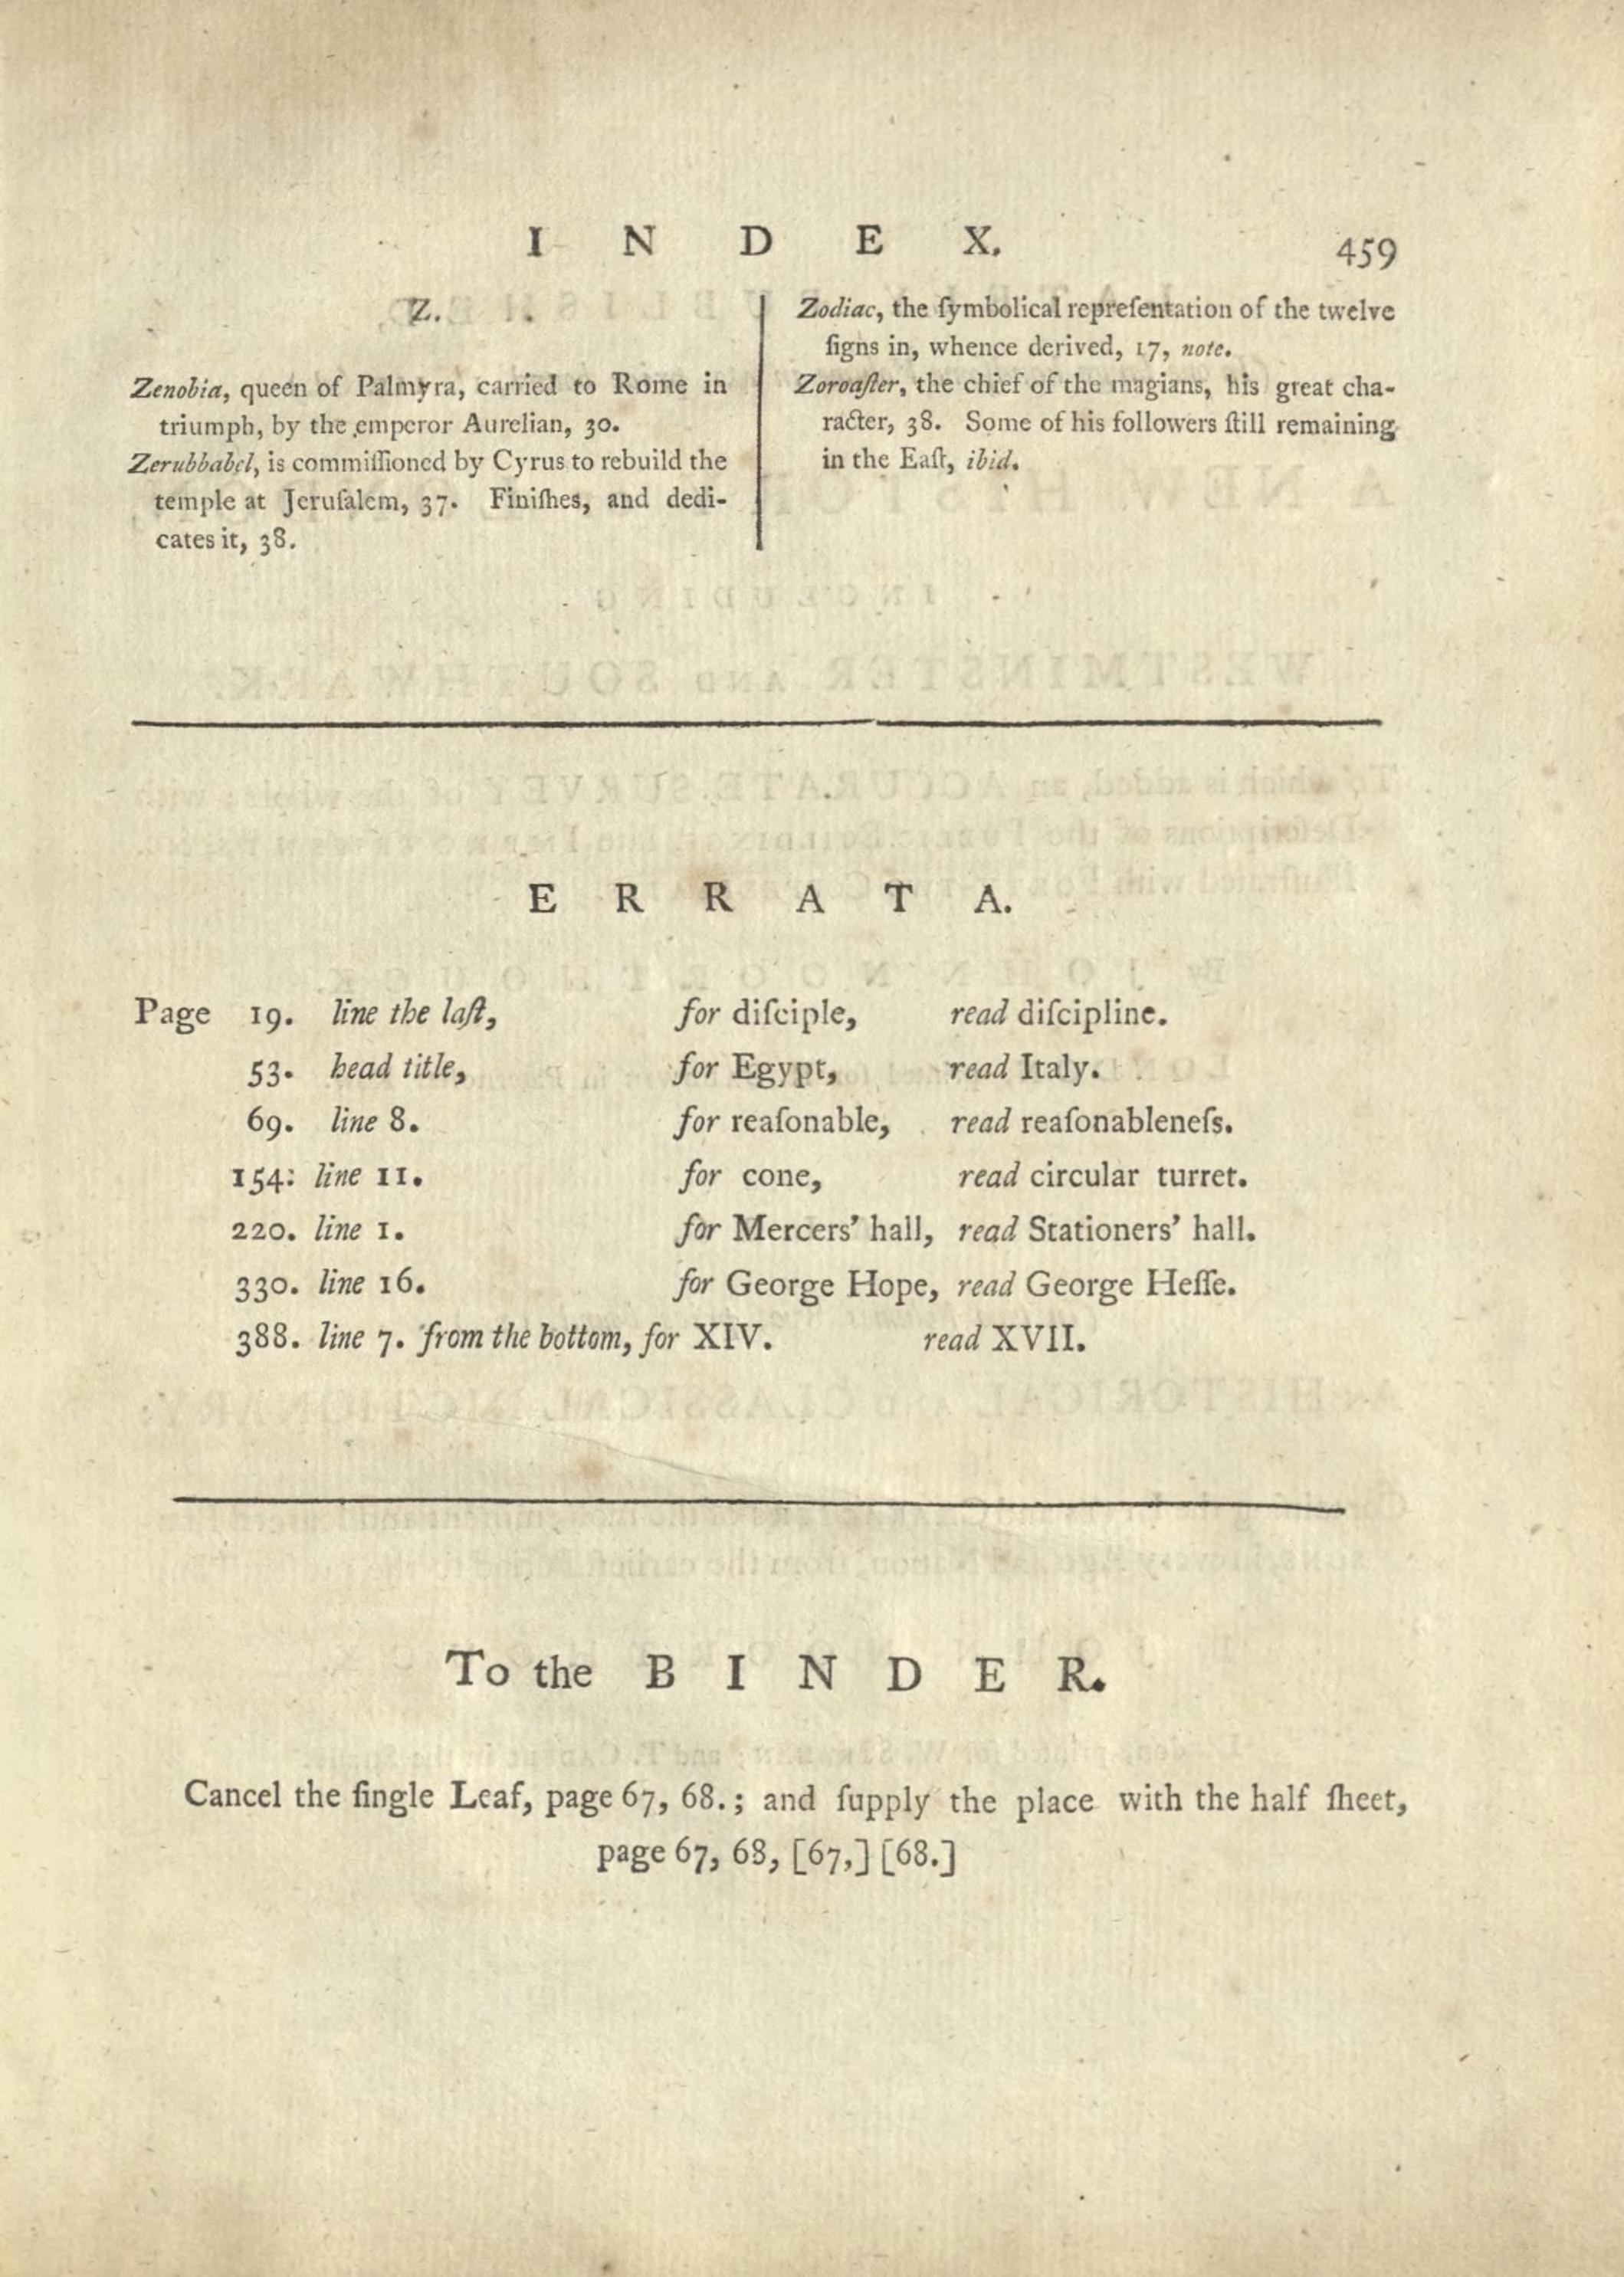 I N D E X.
459
Z.
Zenobia, queen of Palmyra, carried to Rome in
triumph, by the emperor Aurelian, 30.
Zerubbabel, is commiſſioned by Cyrus to rebuild the
temple at Jeruſalem, 37. Finiſhes, and dedi-
cates it, 38.
Zodiac, the ſymbolical repreſentation of the twelve
ſigns in, whence derived, 17, note.
Zoroaſter, the chief of the magians, his great cha-
racter, 38. Some of his followers ſtill remaining
in the Eaſt, ibid.
E R R A T A.
Page 19. line the laſt, for diſciple, read diſcipline.
53. head title, for Egypt, read Italy.
69. line 8. for reaſonable, read reaſonableneſs.
154: line 11. for cone, read circular turret.
220. line 1. for Mercers' hall, read Stationers' hall.
330. line 16. for George Hope, read George Heſſe.
388. line 7. from the bottom, for XIV. read XVII.
To the B I N D E R.
Cancel the ſingle Leaf, page 67, 68.; and ſupply the place with the half ſheet,
page 67, 68, [67,] [68.]